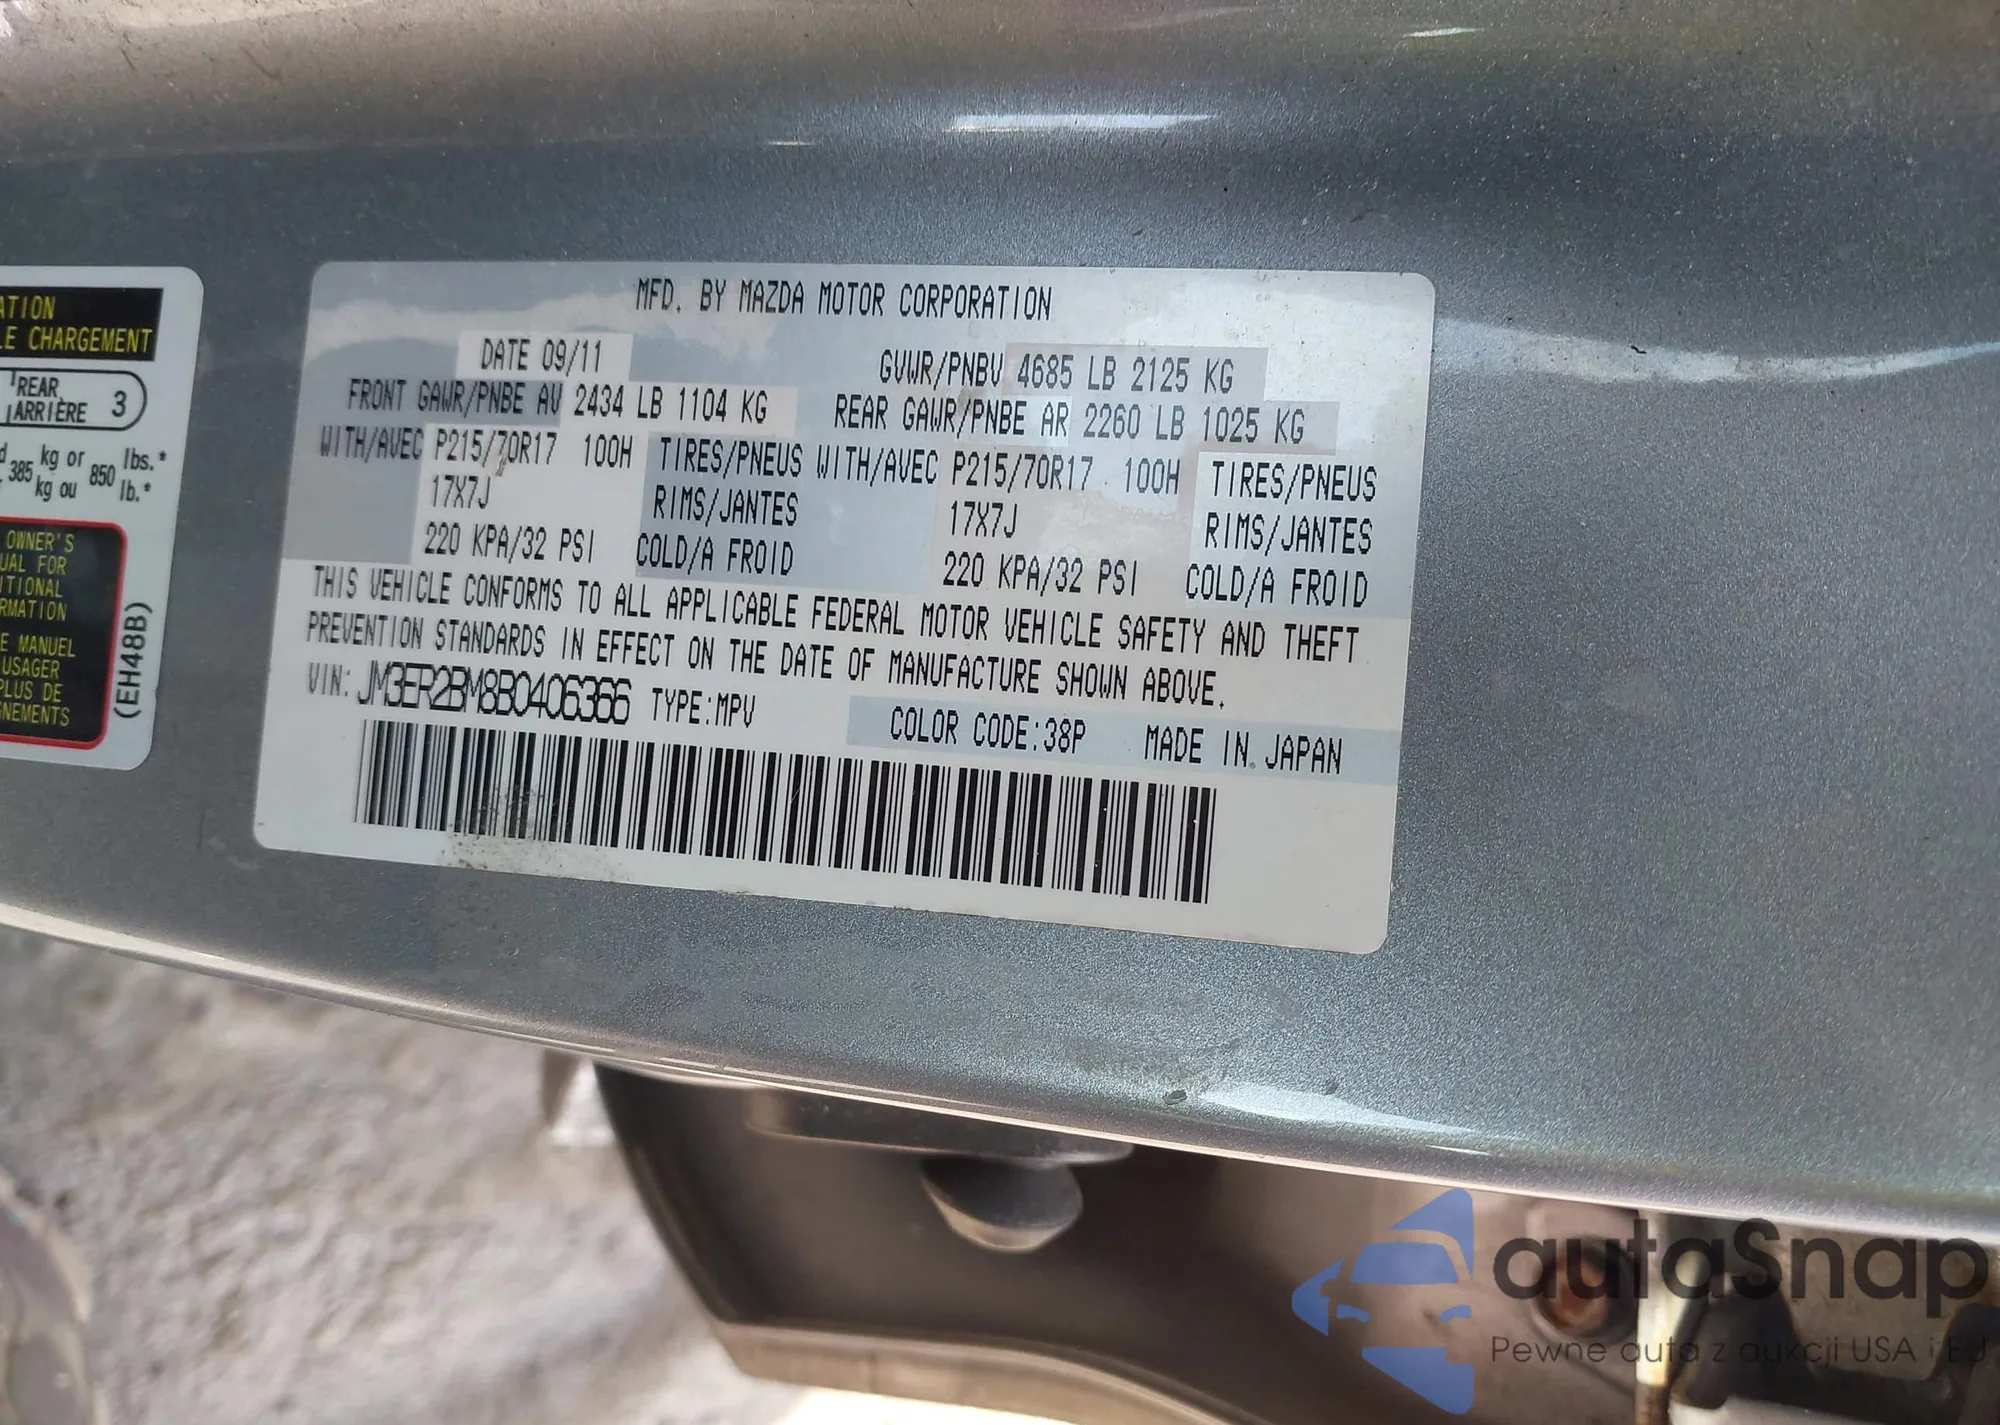 ATION
LE CHARGEMENT
REAR
ARRIÈRE 3
385 kg or 850 lbs.*
kg ou lb.*
OWNER'S
UAL FOR
ITIONAL
RMATION
E MANUEL
USAGER
PLUS DE
GNEMENTS
(EH48B)
MFD. BY MAZDA MOTOR CORPORATION
DATE 09/11 GVWR/PNBV 4685 LB 2125 KG
FRONT GAWR/PNBE AV 2434 LB 1104 KG REAR GAWR/PNBE AR 2260 LB 1025 KG
WITH/AVEC P215/70R17 100H TIRES/PNEUS WITH/AVEC P215/70R17 100H TIRES/PNEUS
17X7J RIMS/JANTES 17X7J RIMS/JANTES
220 KPA/32 PSI COLD/A FROID 220 KPA/32 PSI COLD/A FROID
THIS VEHICLE CONFORMS TO ALL APPLICABLE FEDERAL MOTOR VEHICLE SAFETY AND THEFT
PREVENTION STANDARDS IN EFFECT ON THE DATE OF MANUFACTURE SHOWN ABOVE.
VIN: JM3ER2BM8B0406366 TYPE:MPV COLOR CODE:38P MADE IN JAPAN
autaSnap
Pewne auta z aukcji USA i EJ